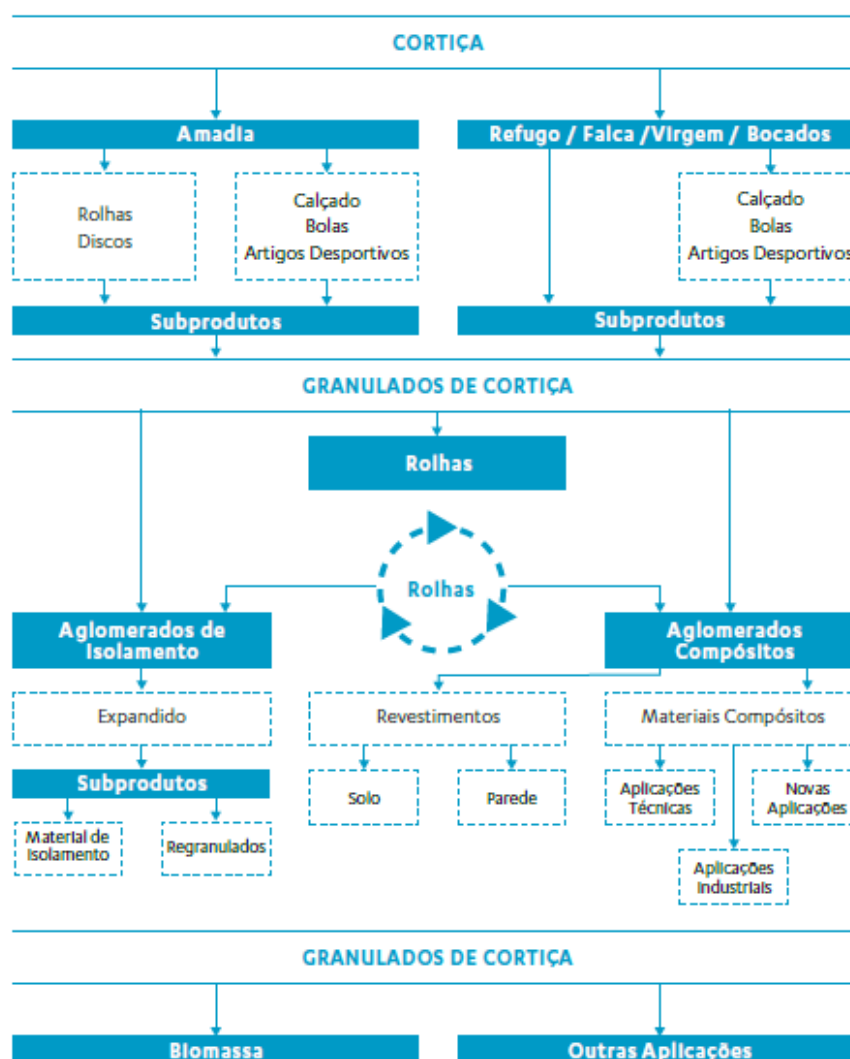 CORTIÇA
Amadia
Refugo / Falca /Virgem / Bocados
Rolhas
Discos
Calçado
Bolas
Artigos Desportivos
Calçado
Bolas
Artigos Desportivos
Subprodutos
Subprodutos
GRANULADOS DE CORTIÇA
Rolhas
Rolhas
Aglomerados de
Isolamento
Aglomerados
Compósitos
Expandido
Revestimentos
Materiais Compósitos
Subprodutos
Solo
Parede
Aplicações
Técnicas
Novas
Aplicações
Material de
Isolamento
Regranulados
Aplicações
Industriais
GRANULADOS DE CORTIÇA
Biomassa
Outras Aplicações